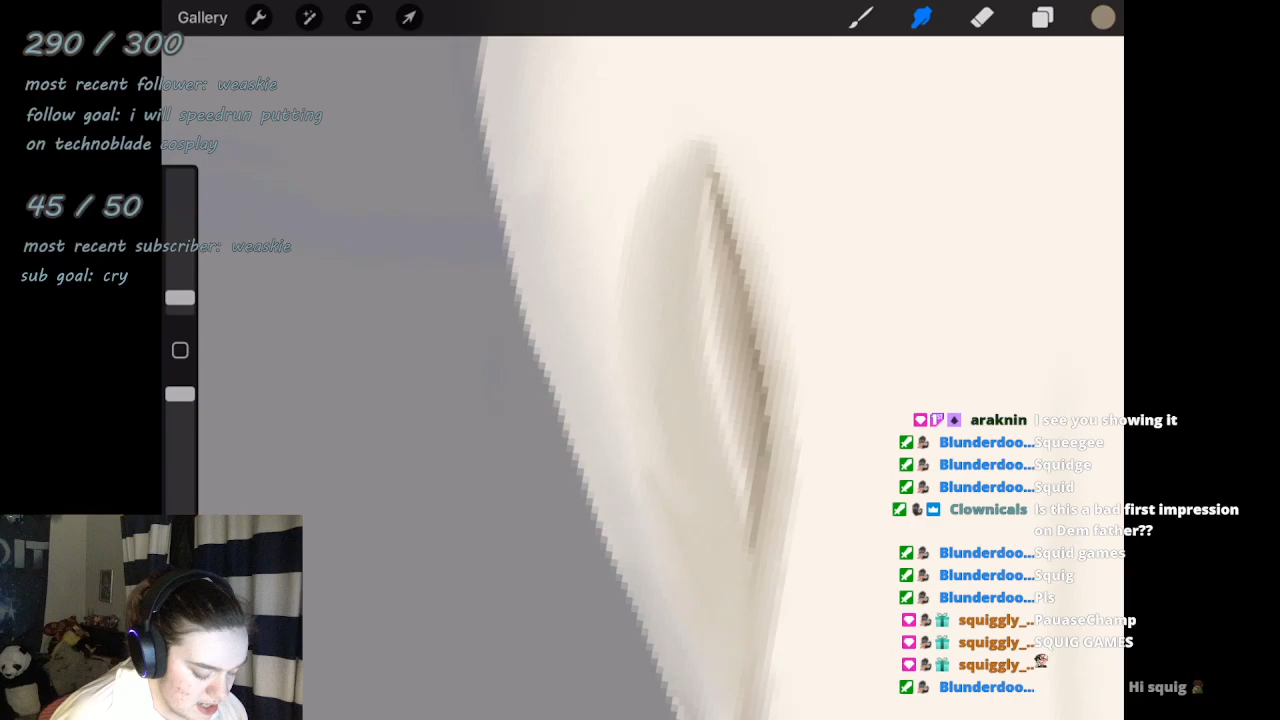 Gallery
290 / 300
most recent follower: weaskie
follow goal: i will speedrun putting
on technoblade cosplay
45 / 50
most recent subscriber: weaskie
sub goal: cry
araknin I see you showing it
Blunderdoo... Squeegee
Blunderdoo... Squidge
Blunderdoo... Squid
Clownicals Is this a bad first impression
on Dem father??
Blunderdoo... Squid games
Blunderdoo... Squig
Blunderdoo... Pls
squiggly_.. PauaseChamp
squiggly_.. SQUIG GAMES
squiggly_..
Blunderdoo... Hi squig